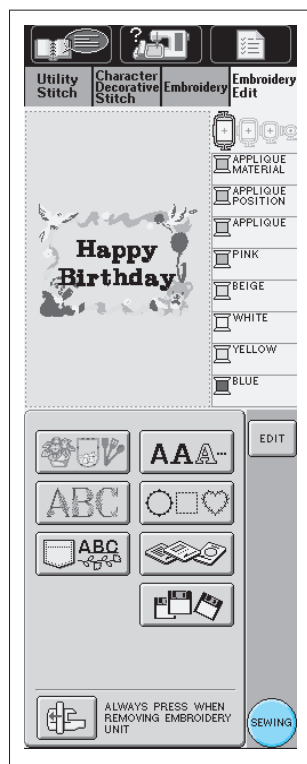 Utility
Stitch
Character
Decorative
Stitch
Embroidery
Embroidery
Edit
APPLIQUE
MATERIAL
APPLIQUE
POSITION
APPLIQUE
PINK
BEIGE
WHITE
YELLOW
BLUE
Happy
Birthday
EDIT
AAA
ABC
ABC
ALWAYS PRESS WHEN
REMOVING EMBROIDERY
UNIT
SEWING